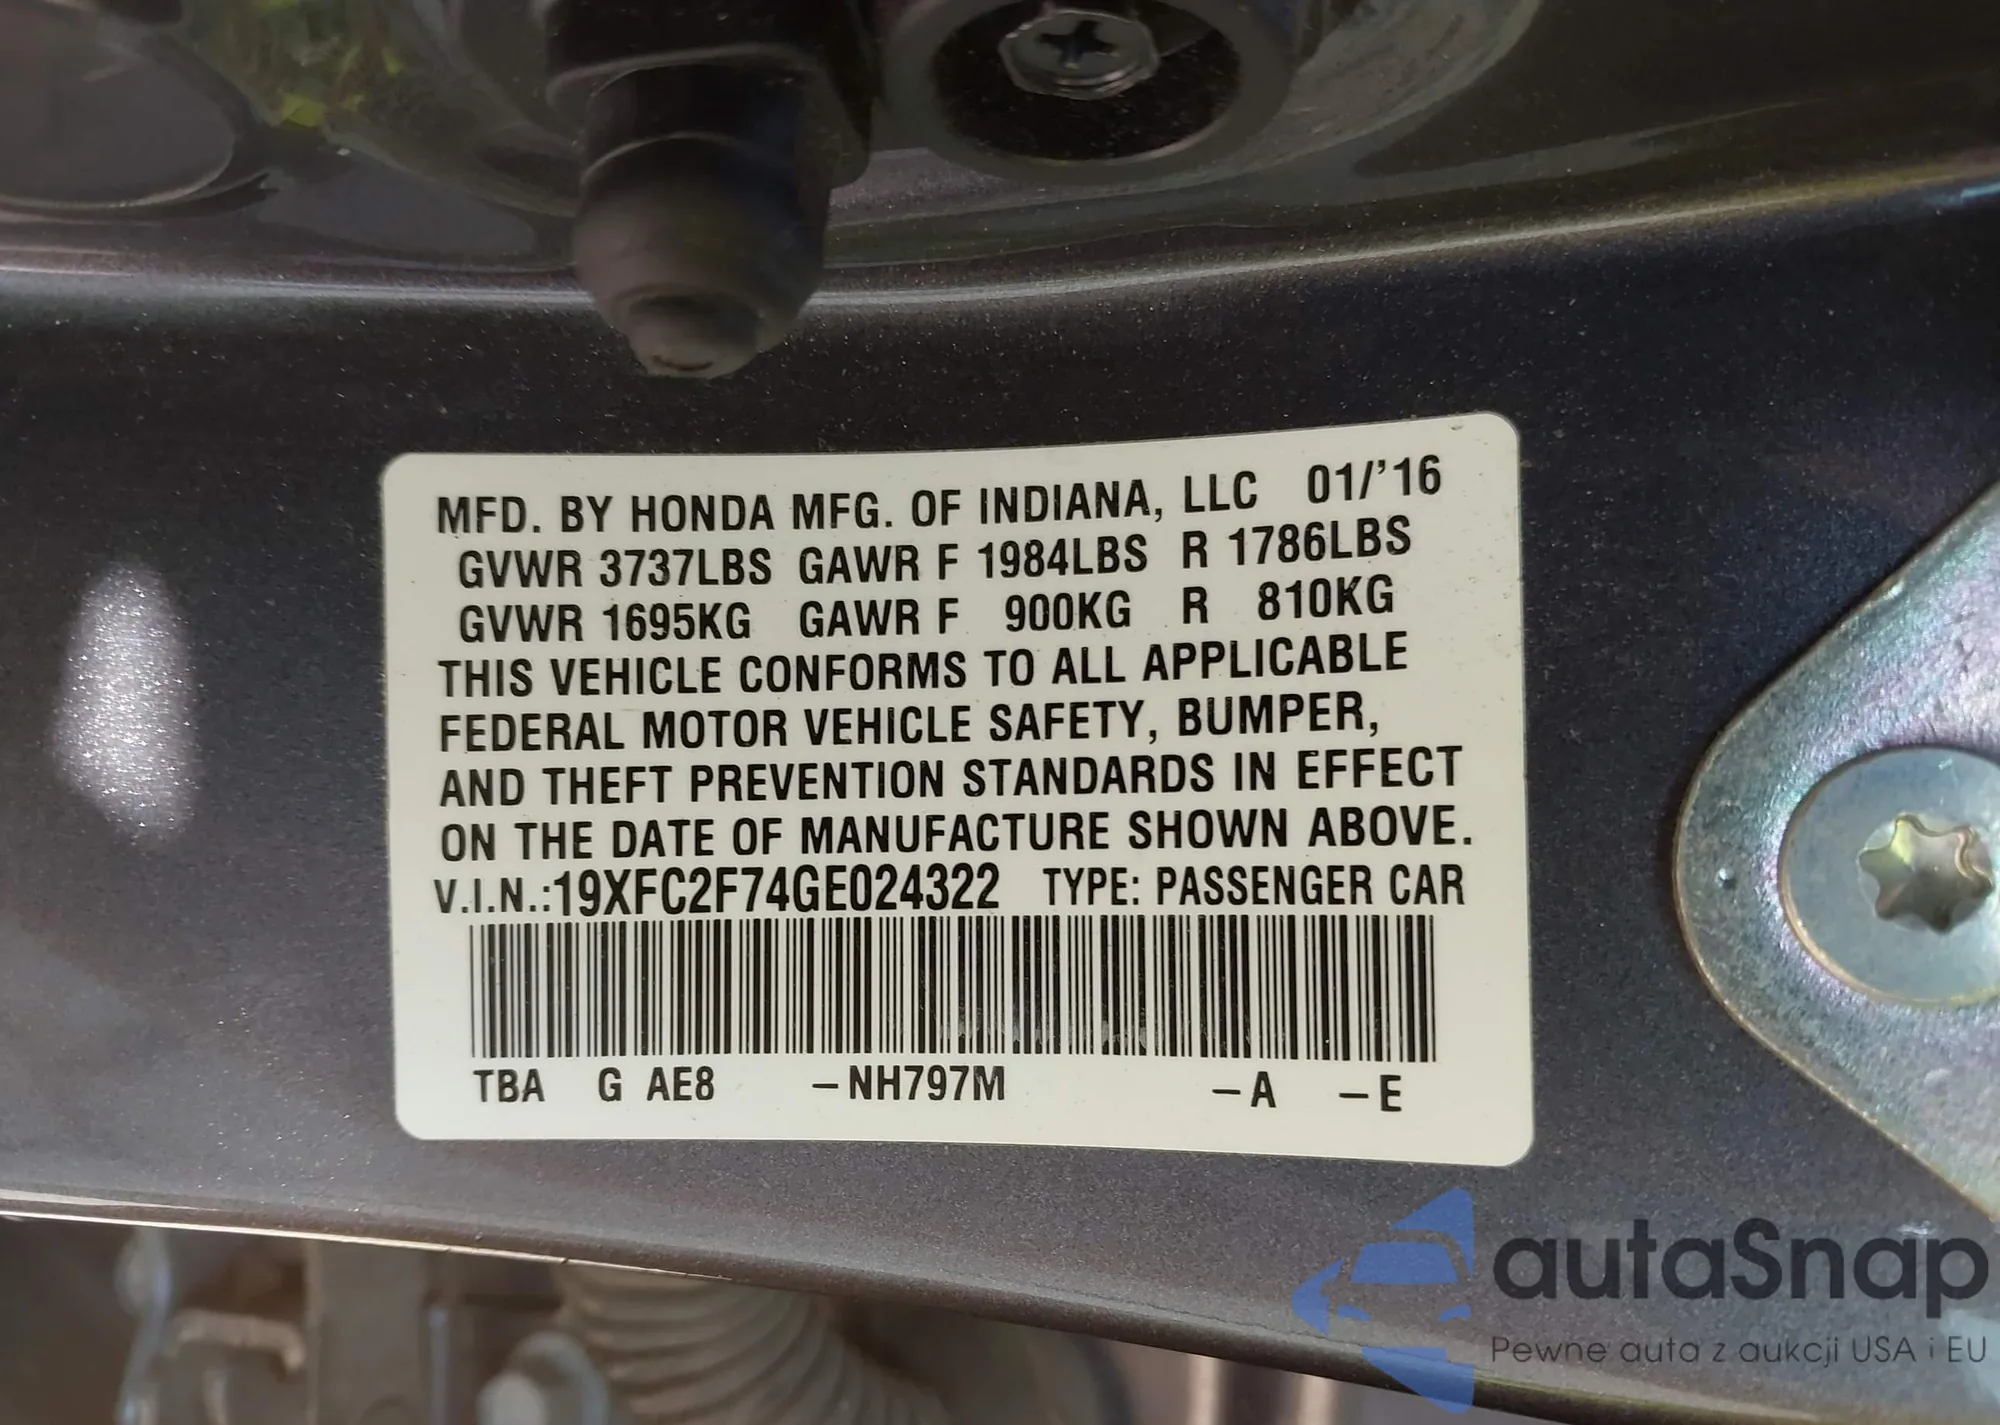 MFD. BY HONDA MFG. OF INDIANA, LLC 01/'16
GVWR 3737LBS GAWR F 1984LBS R 1786LBS
GVWR 1695KG GAWR F 900KG R 810KG
THIS VEHICLE CONFORMS TO ALL APPLICABLE
FEDERAL MOTOR VEHICLE SAFETY, BUMPER,
AND THEFT PREVENTION STANDARDS IN EFFECT
ON THE DATE OF MANUFACTURE SHOWN ABOVE.
V.I.N.:19XFC2F74GE024322 TYPE: PASSENGER CAR
TBA G AE8 –NH797M –A –E
autaSnap
Pewne auta z aukcji USA i EU